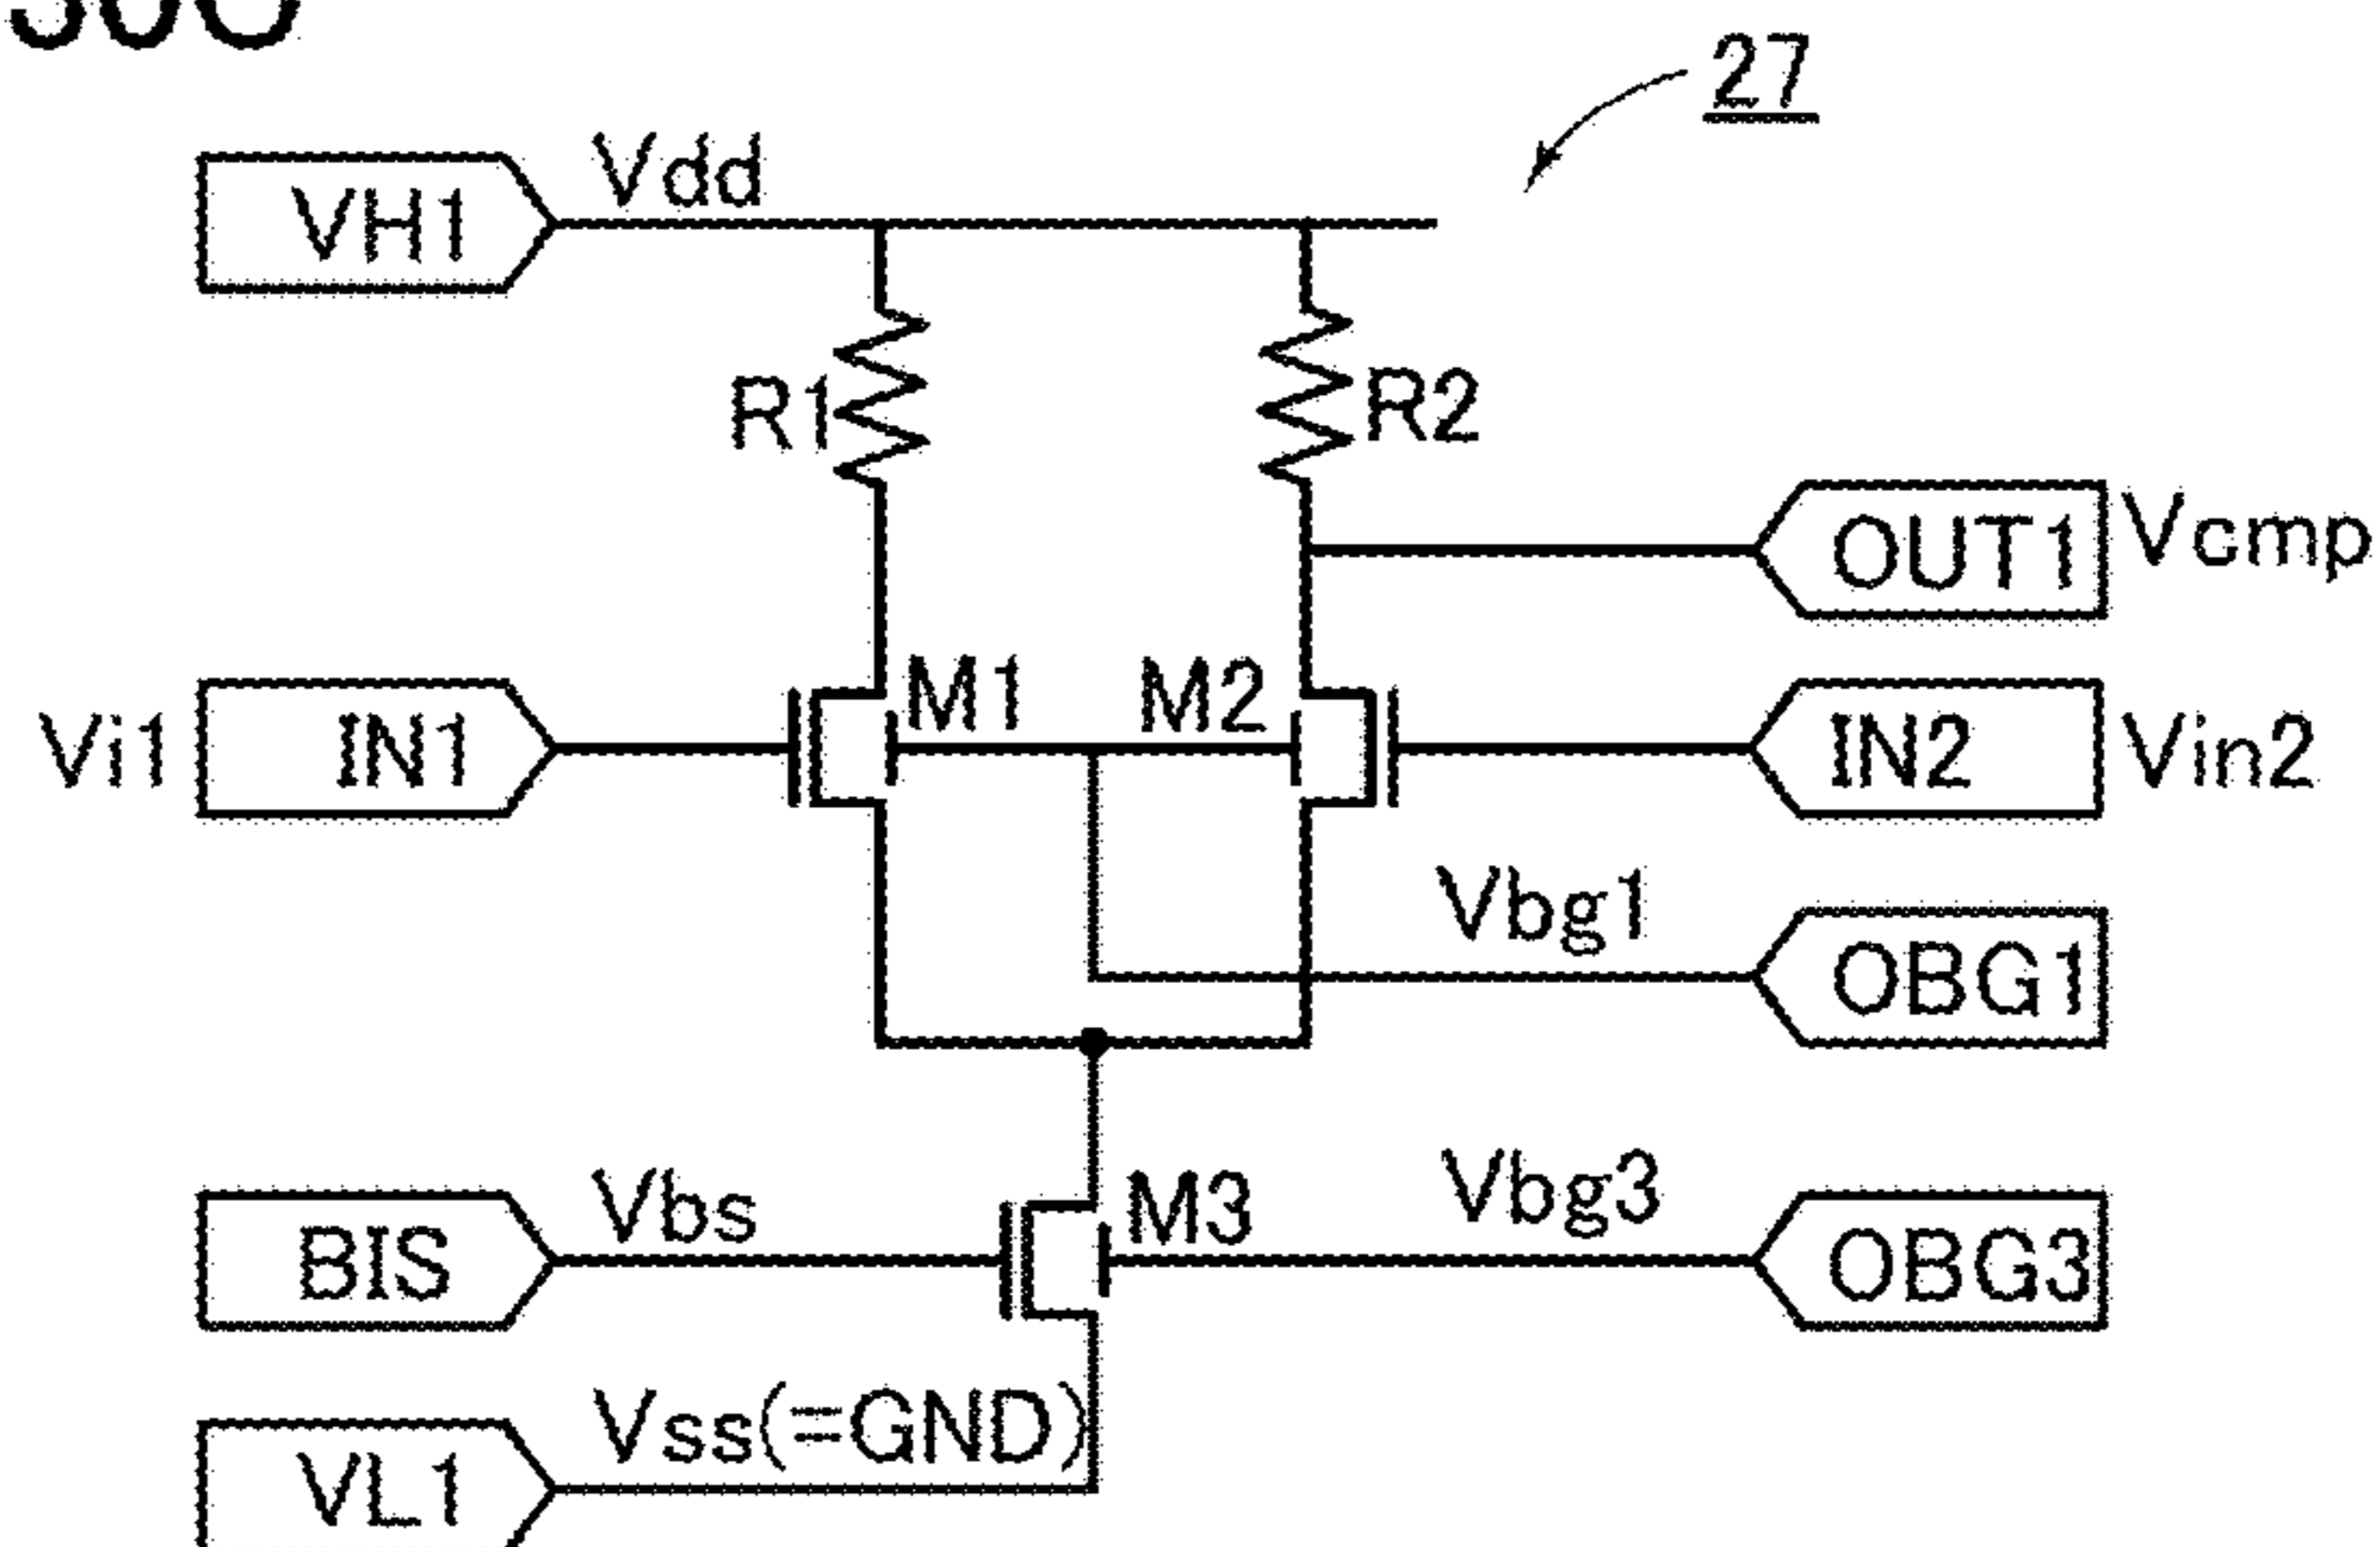 27
VH1 Vdd
R1 R2
OUT1 Vcmp
M1 M2
Vi1 IN1 IN2 Vin2
Vbg1
OBG1
Vbs M3 Vbg3
BIS OBG3
Vss(=GND)
VL1